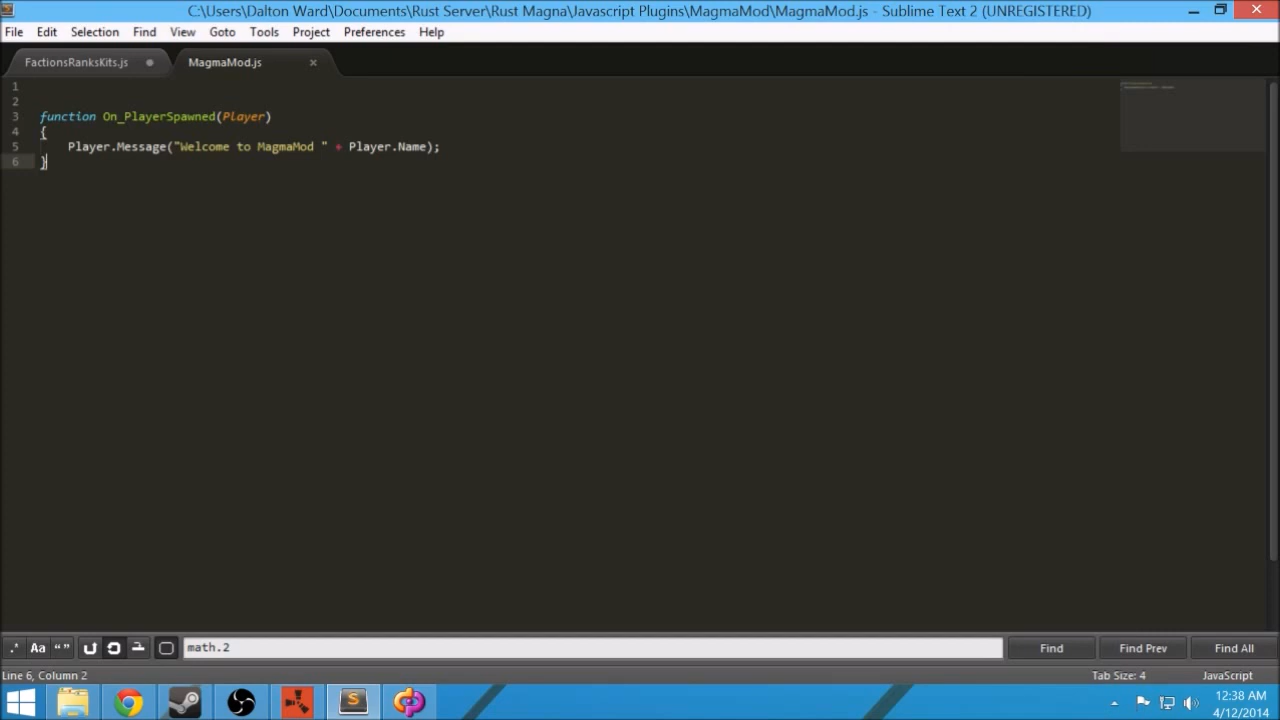 C:\Users\Dalton Ward\Documents\Rust Server\Rust Magna\Javascript Plugins\MagmaMod\MagmaMod.js - Sublime Text 2 (UNREGISTERED)
File Edit Selection Find View Goto Tools Project Preferences Help
FactionsRanksKits.js MagmaMod.js
1
2
3 function On_PlayerSpawned(Player)
4 {
5 Player.Message("Welcome to MagmaMod " + Player.Name);
6 }
.* Aa “ ” math.2 Find Find Prev Find All
Line 6, Column 2 Tab Size: 4 JavaScript
12:38 AM
4/12/2014